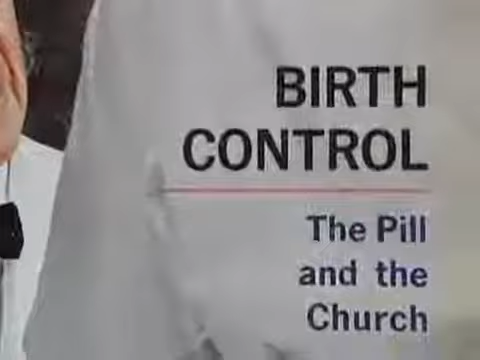 BIRTH
CONTROL
The Pill
and the
Church